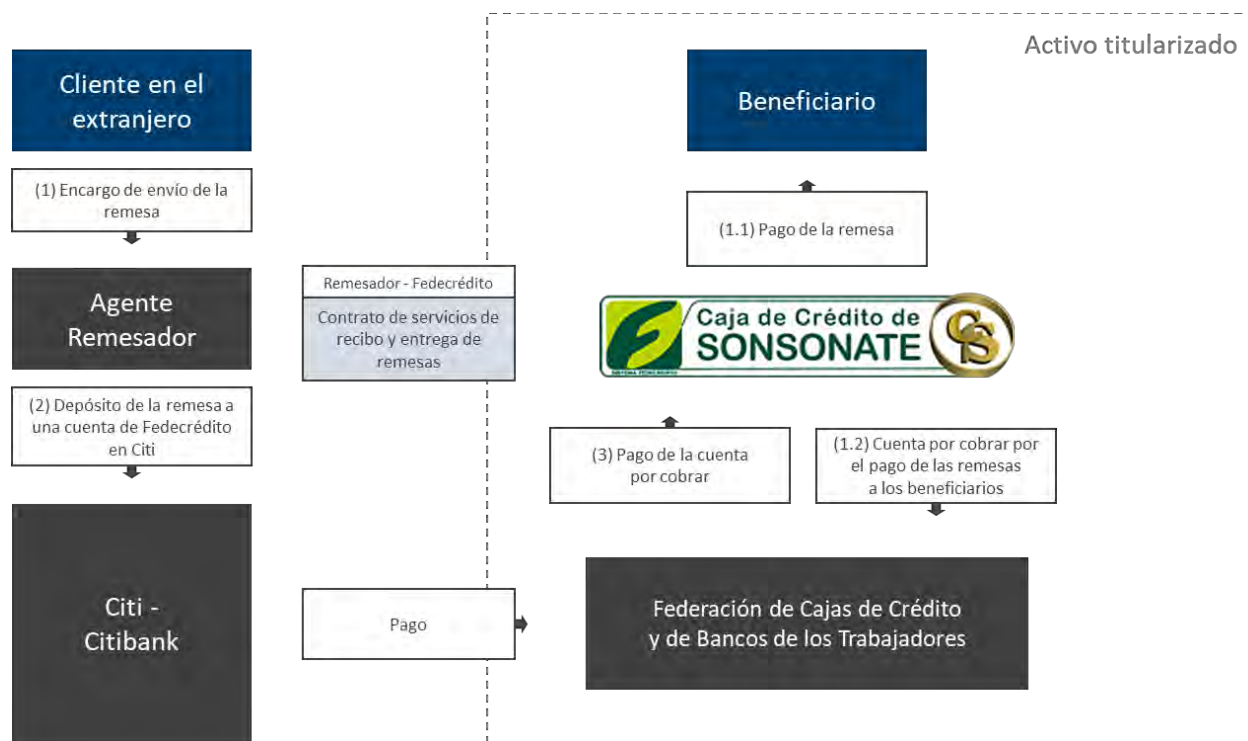 Activo titularizado
Cliente en el
extranjero
Beneficiario
(1) Encargo de envío de la
remesa
(1.1) Pago de la remesa
Agente
Remesador
Remesador - Fedecrédito
Contrato de servicios de
recibo y entrega de
remesas
Caja de Crédito de
SONSONATE
CCS
(2) Depósito de la remesa a
una cuenta de Fedecrédito
en Citi
(3) Pago de la cuenta
por cobrar
(1.2) Cuenta por cobrar por
el pago de las remesas
a los beneficiarios
Citi -
Citibank
Pago
Federación de Cajas de Crédito
y de Bancos de los Trabajadores